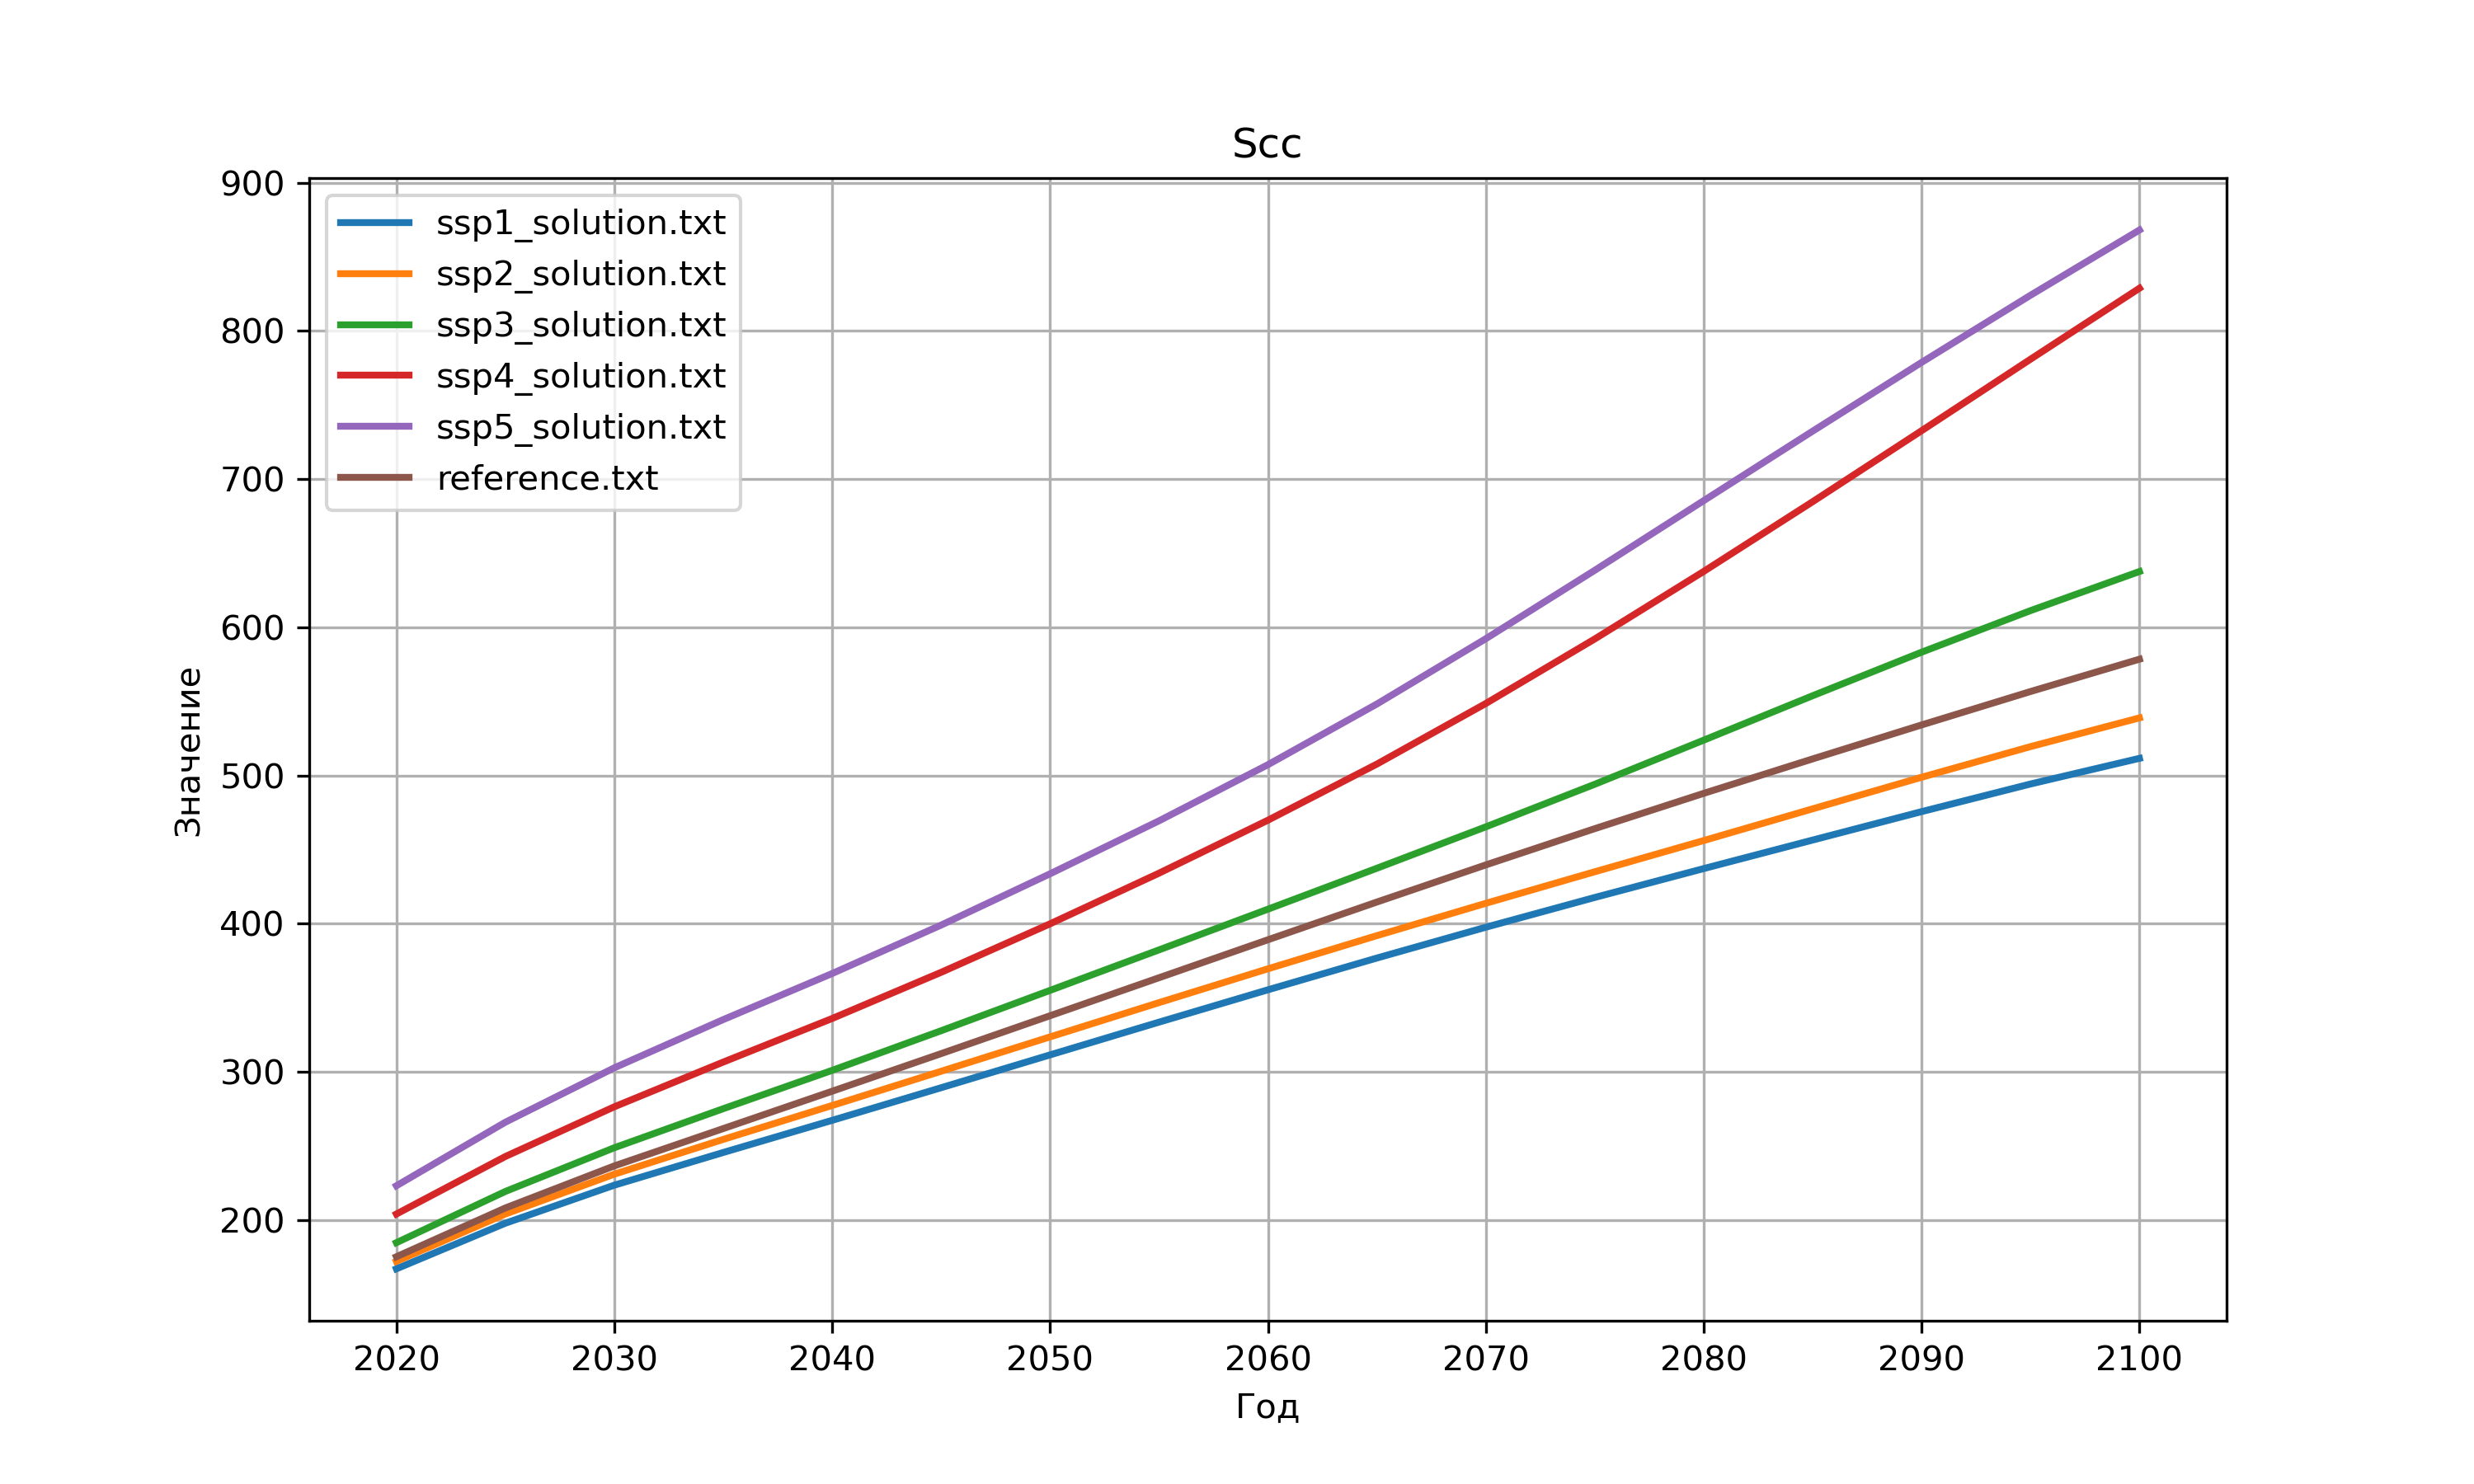 Scc
900
800
700
600
500
400
300
200
Значение
ssp1_solution.txt
ssp2_solution.txt
ssp3_solution.txt
ssp4_solution.txt
ssp5_solution.txt
reference.txt
2020 2030 2040 2050 2060 2070 2080 2090 2100
Год